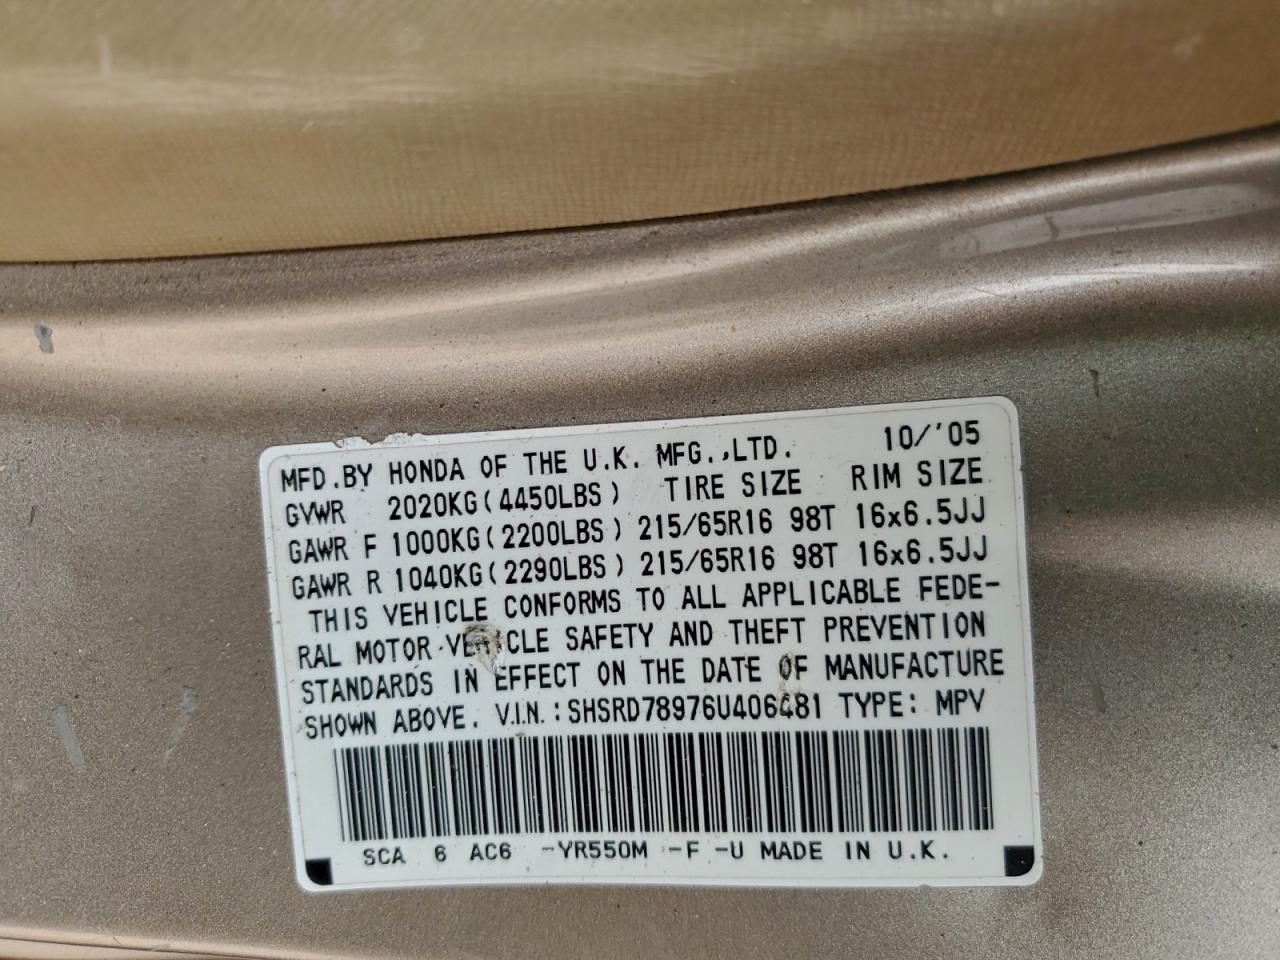 MFD.BY HONDA OF THE U.K. MFG.,LTD. 10/'05
GVWR 2020KG(4450LBS) TIRE SIZE RIM SIZE
GAWR F 1000KG(2200LBS) 215/65R16 98T 16x6.5JJ
GAWR R 1040KG(2290LBS) 215/65R16 98T 16x6.5JJ
THIS VEHICLE CONFORMS TO ALL APPLICABLE FEDE-
RAL MOTOR VEHICLE SAFETY AND THEFT PREVENTION
STANDARDS IN EFFECT ON THE DATE OF MANUFACTURE
SHOWN ABOVE. V.I.N.:SHSRD78976U406481 TYPE: MPV
SCA 6 AC6 -YR550M -F -U MADE IN U.K.